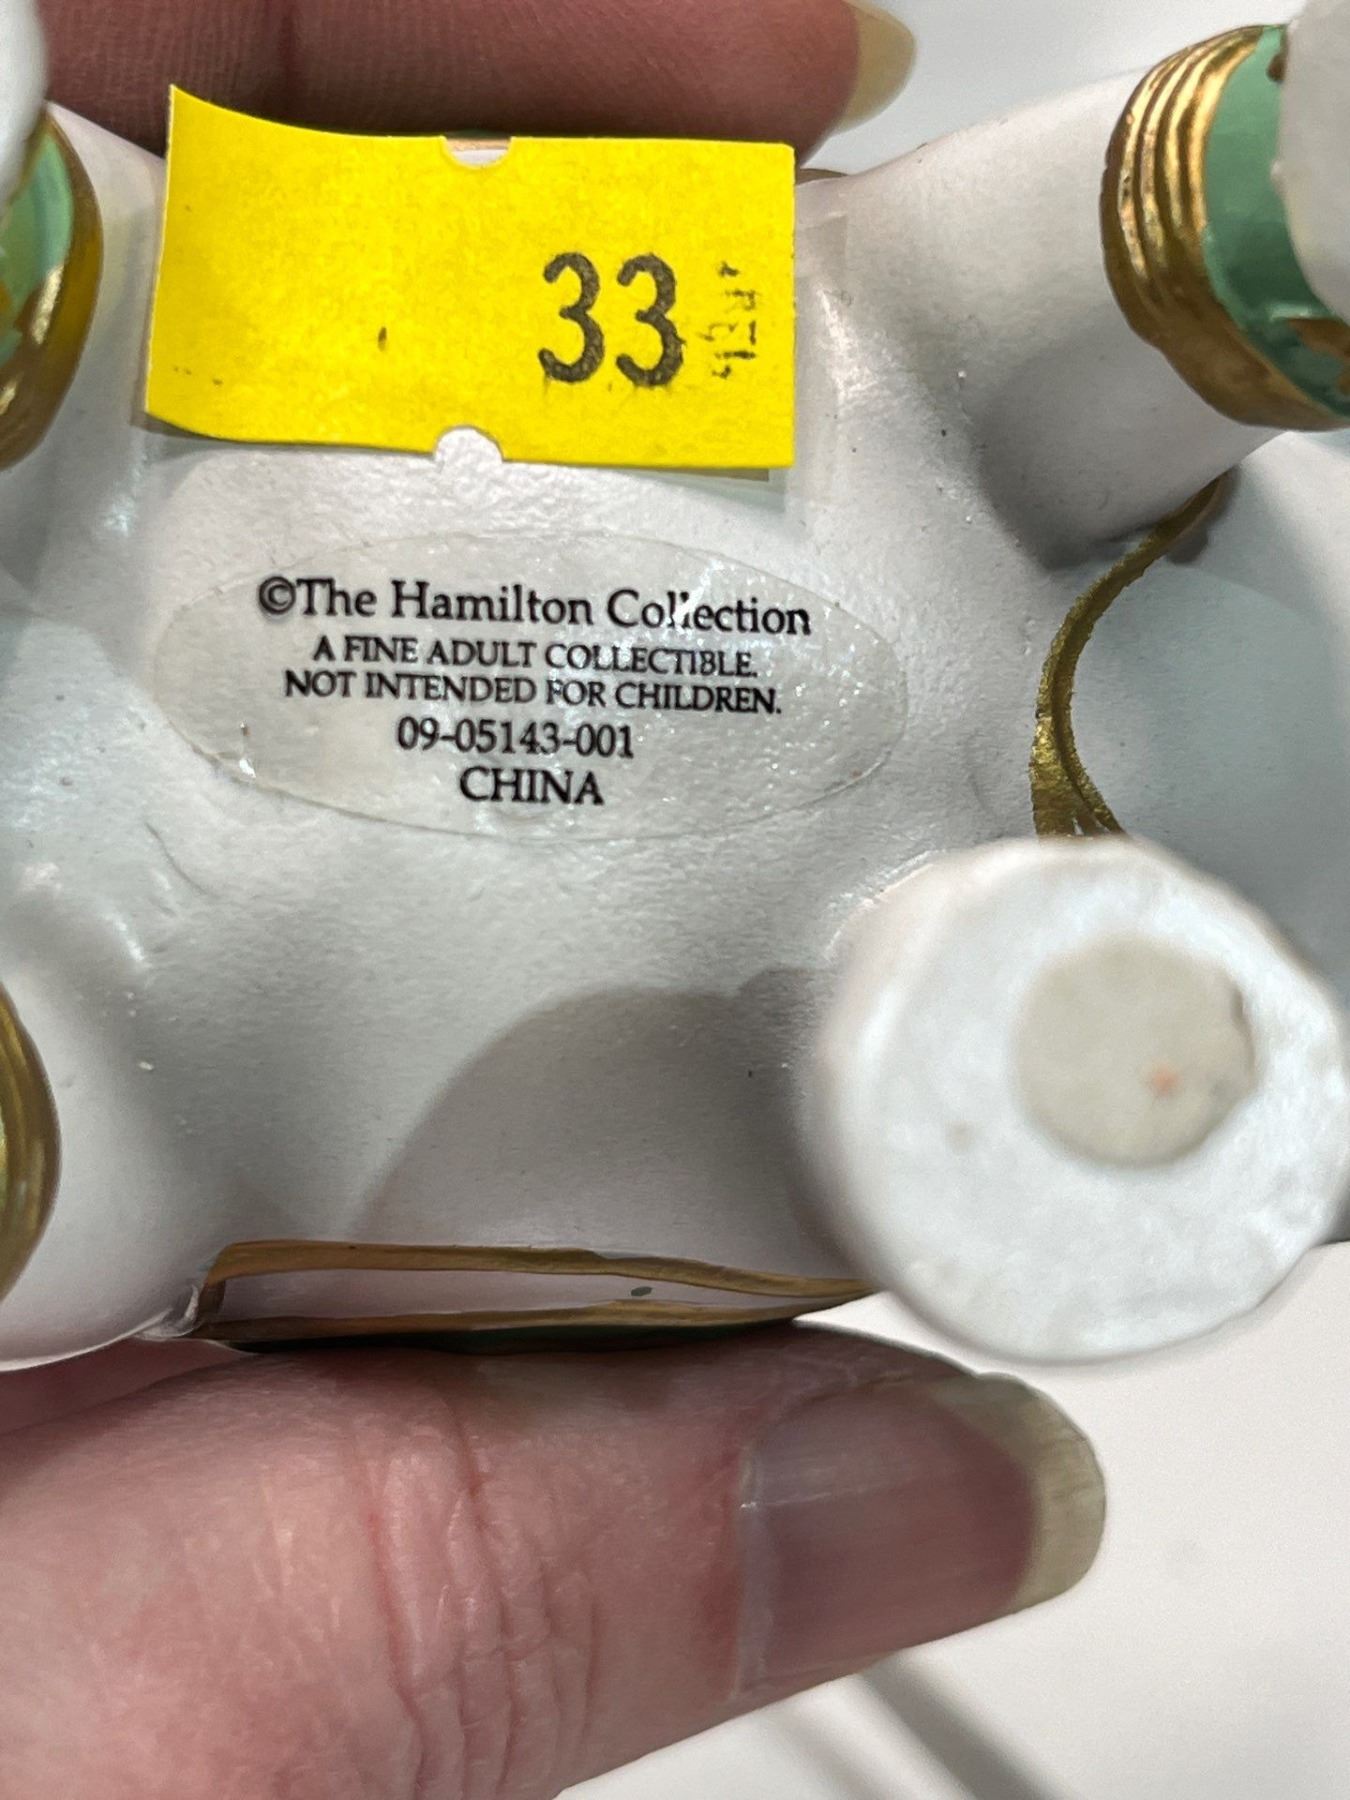 33
©The Hamilton Collection
A FINE ADULT COLLECTIBLE.
NOT INTENDED FOR CHILDREN.
09-05143-001
CHINA